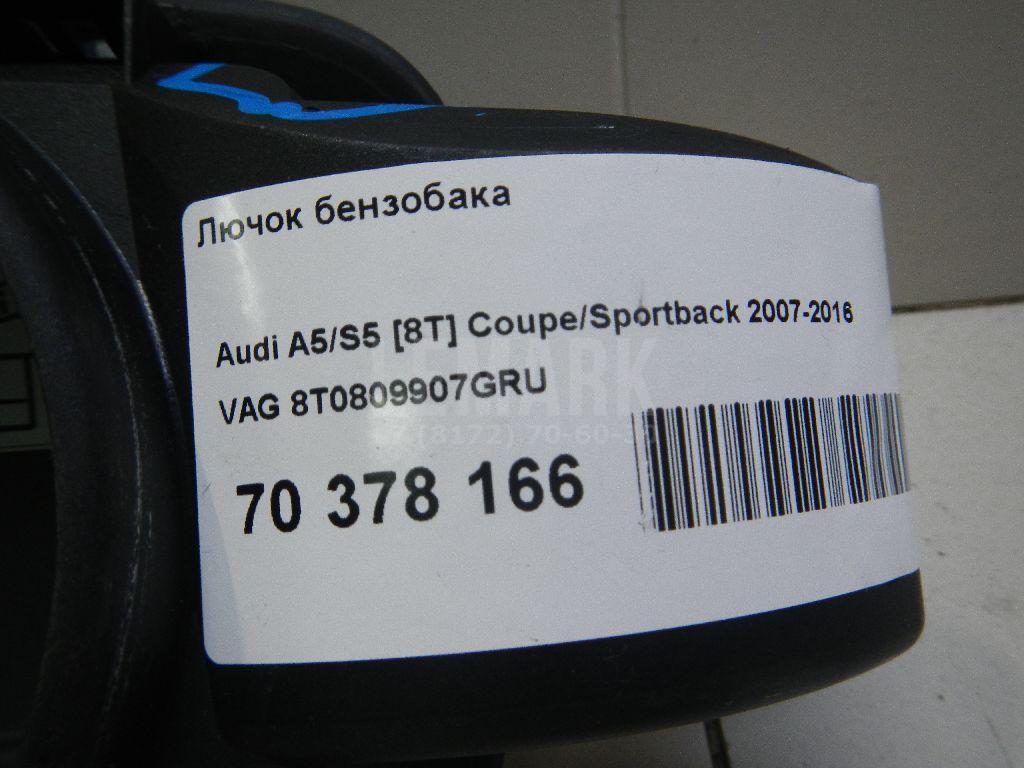 Лючок бензобака
Audi A5/S5 [8T] Coupe/Sportback 2007-2016
VAG 8T0809907GRU
70 378 166